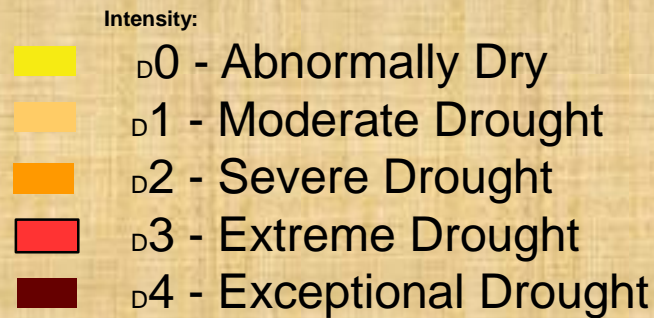 Intensity:
D0 - Abnormally Dry
D1 - Moderate Drought
D2 - Severe Drought
D3 - Extreme Drought
D4 - Exceptional Drought